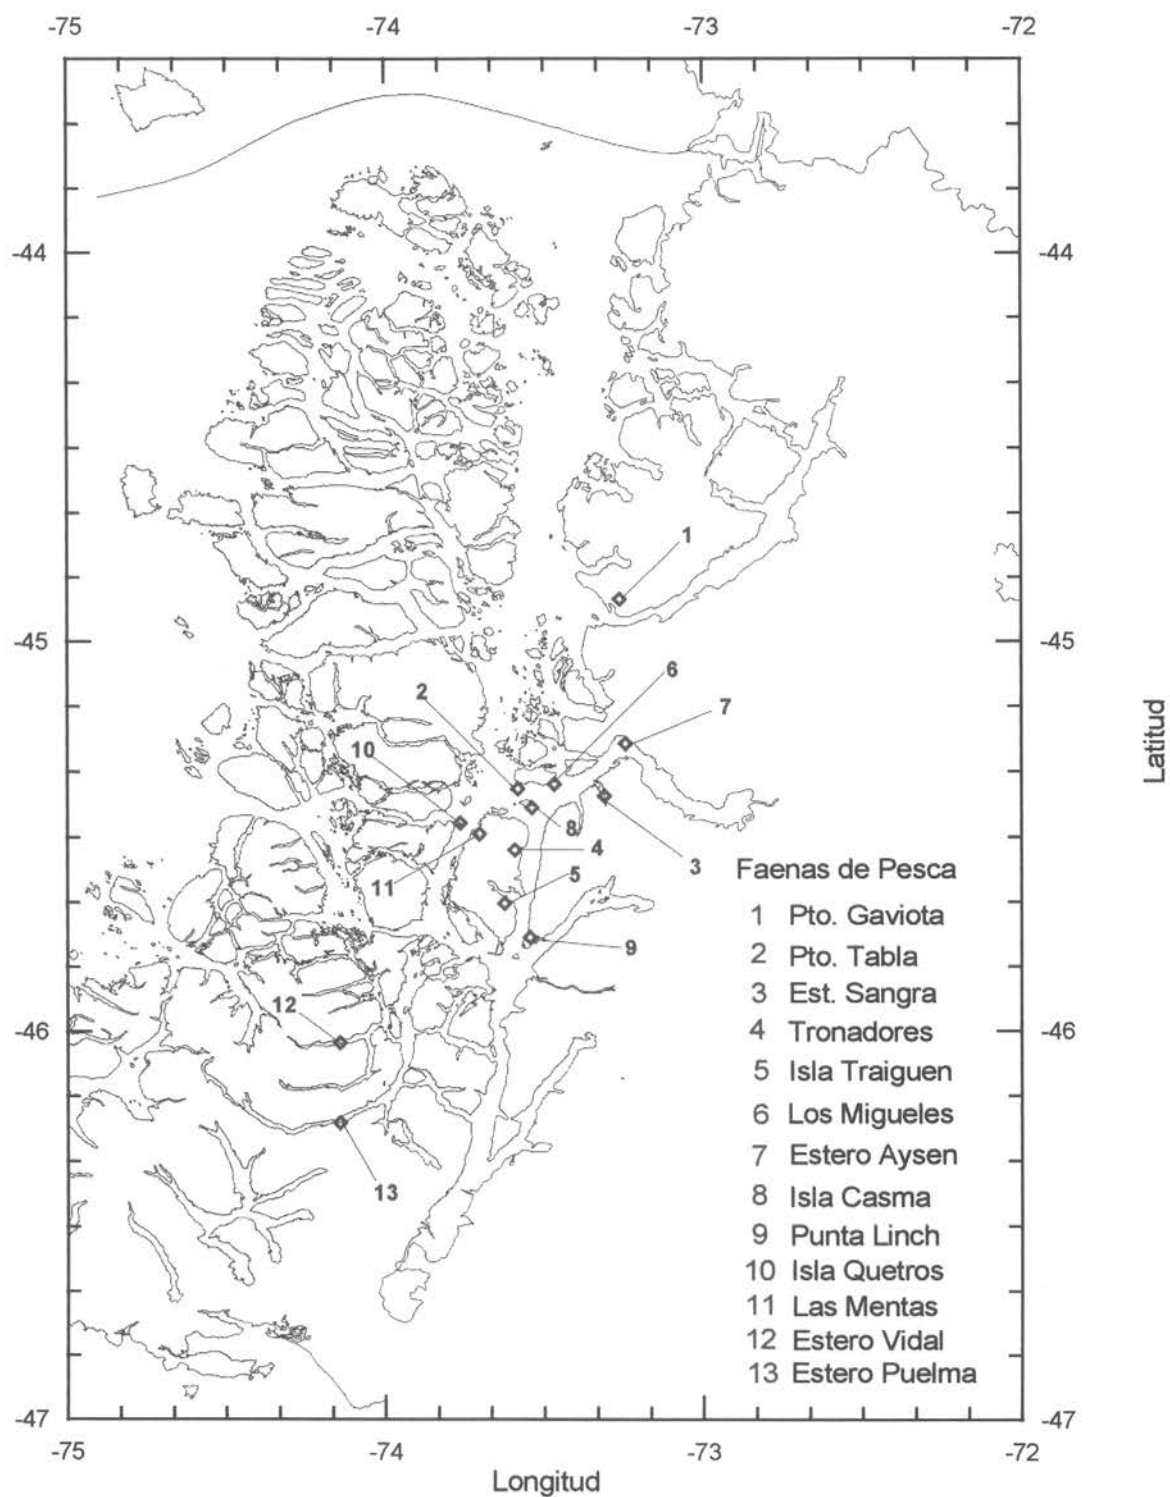 -75 -74 -73 -72
-44 -44
1
-45 -45
6
2
7
10
Latitud
8
4
3
11
5
Faenas de Pesca
9
1 Pto. Gaviota
2 Pto. Tabla
3 Est. Sangra
12
-46 -46
4 Tronadores
5 Isla Traiguen
6 Los Migueles
7 Estero Aysen
13
8 Isla Casma
9 Punta Linch
10 Isla Quetros
11 Las Mentas
12 Estero Vidal
13 Estero Puelma
-47 -47
-75 -74 -73 -72
Longitud